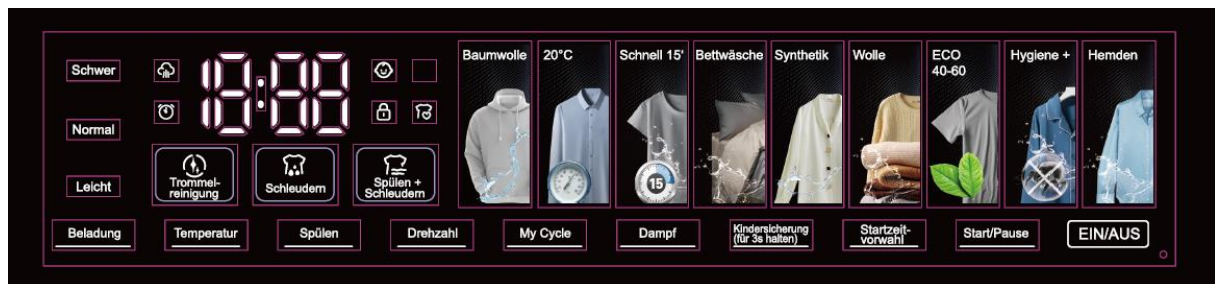 Schwer
Normal
Leicht
18:88
Trommel-
reinigung
Schleudern
Spülen +
Schleudern
Baumwolle
20°C
Schnell 15'
15
Bettwäsche
Synthetik
Wolle
ECO
40-60
Hygiene +
Hemden
Beladung
Temperatur
Spülen
Drehzahl
My Cycle
Dampf
Kindersicherung
(für 3s halten)
Startzeit-
vorwahl
Start/Pause
EIN/AUS